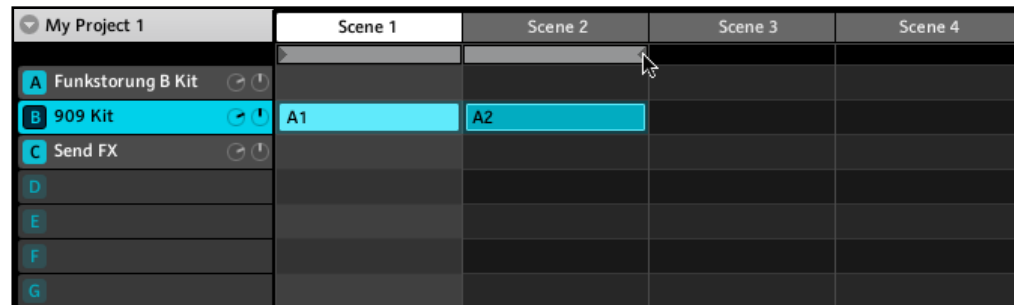 My Project 1 Scene 1 Scene 2 Scene 3 Scene 4
A Funkstorung B Kit
B 909 Kit A1 A2
C Send FX
D
E
F
G